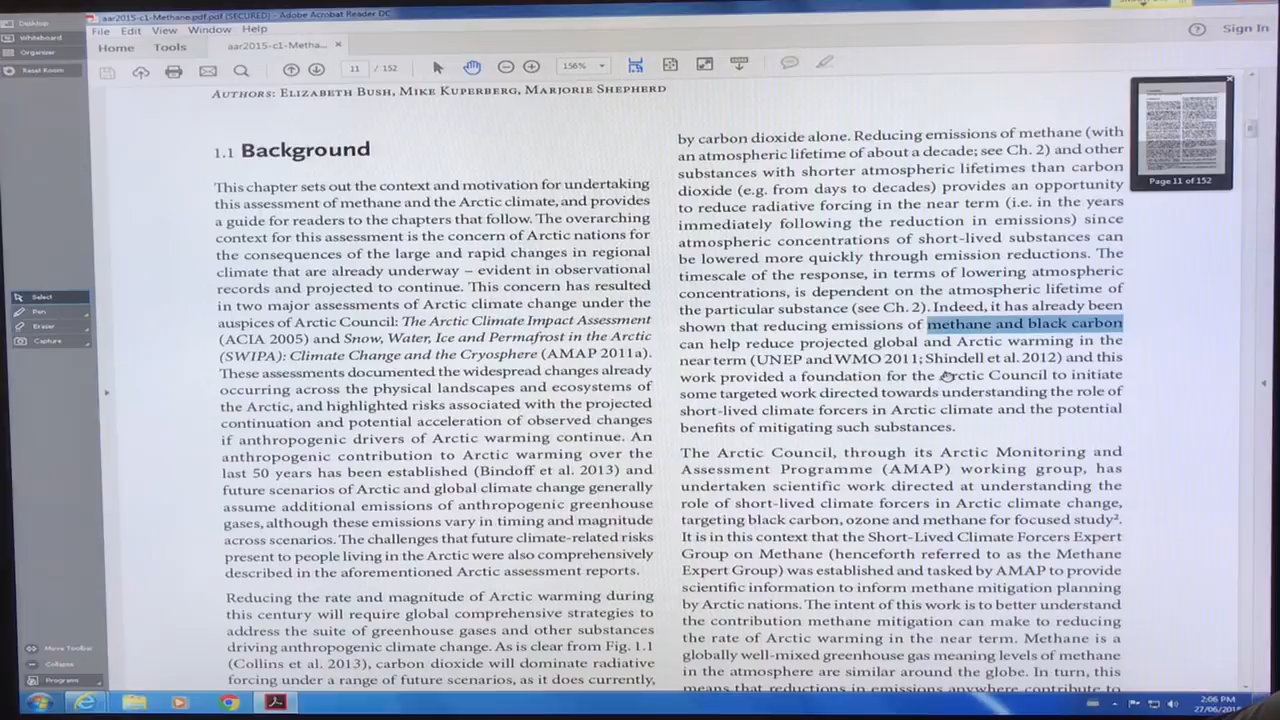 Desktop
Whiteboard
Organiser
Reset Room
aar2015-c1-Methane.pdf.pdf (SECURED) - Adobe Acrobat Reader DC
File Edit View Window Help
Home Tools aar2015-c1-Metha... ×
Sign In
11 / 152
156%
AUTHORS: ELIZABETH BUSH, MIKE KUPERBERG, MARJORIE SHEPHERD
1.1 Background
This chapter sets out the context and motivation for undertaking
this assessment of methane and the Arctic climate, and provides
a guide for readers to the chapters that follow. The overarching
context for this assessment is the concern of Arctic nations for
the consequences of the large and rapid changes in regional
climate that are already underway – evident in observational
records and projected to continue. This concern has resulted
in two major assessments of Arctic climate change under the
auspices of Arctic Council: The Arctic Climate Impact Assessment
(ACIA 2005) and Snow, Water, Ice and Permafrost in the Arctic
(SWIPA): Climate Change and the Cryosphere (AMAP 2011a).
These assessments documented the widespread changes already
occurring across the physical landscapes and ecosystems of
the Arctic, and highlighted risks associated with the projected
continuation and potential acceleration of observed changes
if anthropogenic drivers of Arctic warming continue. An
anthropogenic contribution to Arctic warming over the
last 50 years has been established (Bindoff et al. 2013) and
future scenarios of Arctic and global climate change generally
assume additional emissions of anthropogenic greenhouse
gases, although these emissions vary in timing and magnitude
across scenarios. The challenges that future climate-related risks
present to people living in the Arctic were also comprehensively
described in the aforementioned Arctic assessment reports.
Reducing the rate and magnitude of Arctic warming during
this century will require global comprehensive strategies to
address the suite of greenhouse gases and other substances
driving anthropogenic climate change. As is clear from Fig. 1.1
(Collins et al. 2013), carbon dioxide will dominate radiative
forcing under a range of future scenarios, as it does currently,
by carbon dioxide alone. Reducing emissions of methane (with
an atmospheric lifetime of about a decade; see Ch. 2) and other
substances with shorter atmospheric lifetimes than carbon
dioxide (e.g. from days to decades) provides an opportunity
to reduce radiative forcing in the near term (i.e. in the years
immediately following the reduction in emissions) since
atmospheric concentrations of short-lived substances can
be lowered more quickly through emission reductions. The
timescale of the response, in terms of lowering atmospheric
concentrations, is dependent on the atmospheric lifetime of
the particular substance (see Ch. 2). Indeed, it has already been
shown that reducing emissions of methane and black carbon
can help reduce projected global and Arctic warming in the
near term (UNEP and WMO 2011; Shindell et al. 2012) and this
work provided a foundation for the Arctic Council to initiate
some targeted work directed towards understanding the role of
short-lived climate forcers in Arctic climate and the potential
benefits of mitigating such substances.
The Arctic Council, through its Arctic Monitoring and
Assessment Programme (AMAP) working group, has
undertaken scientific work directed at understanding the
role of short-lived climate forcers in Arctic climate change,
targeting black carbon, ozone and methane for focused study².
It is in this context that the Short-Lived Climate Forcers Expert
Group on Methane (henceforth referred to as the Methane
Expert Group) was established and tasked by AMAP to provide
scientific information to inform methane mitigation planning
by Arctic nations. The intent of this work is to better understand
the contribution methane mitigation can make to reducing
the rate of Arctic warming in the near term. Methane is a
globally well-mixed greenhouse gas meaning levels of methane
in the atmosphere are similar around the globe. In turn, this
means that reductions in emissions anywhere contribute to
Page 11 of 152
Select
Pen
Eraser
Capture
Move Toolbar
Collapse
Programs
2:06 PM